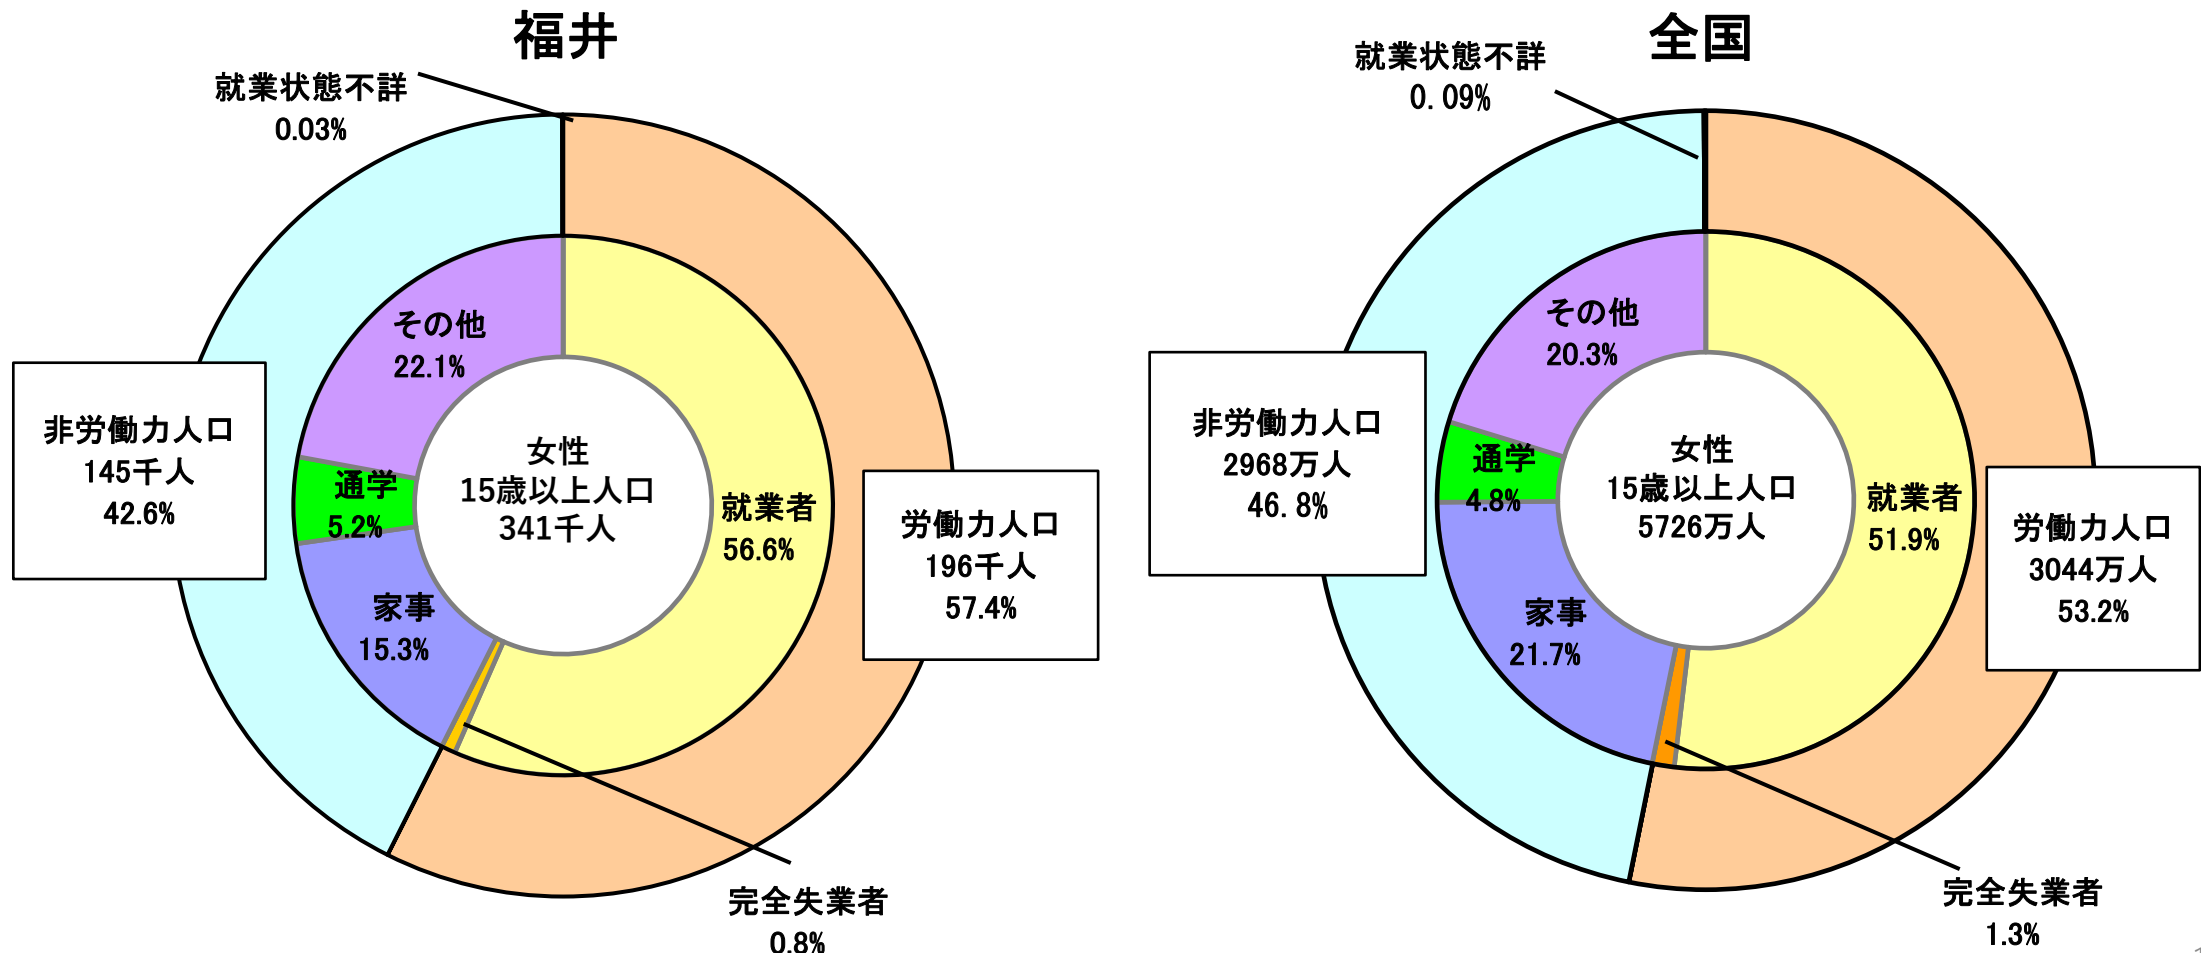 福井
就業状態不詳
0.03%
その他
22.1%
通学
5.2%
家事
15.3%
女性
15歳以上人口
341千人
就業者
56.6%
非労働力人口
145千人
42.6%
労働力人口
196千人
57.4%
完全失業者
0.8%
全国
就業状態不詳
0.09%
その他
20.3%
通学
4.8%
家事
21.7%
女性
15歳以上人口
5726万人
就業者
51.9%
非労働力人口
2968万人
46.8%
労働力人口
3044万人
53.2%
完全失業者
1.3%